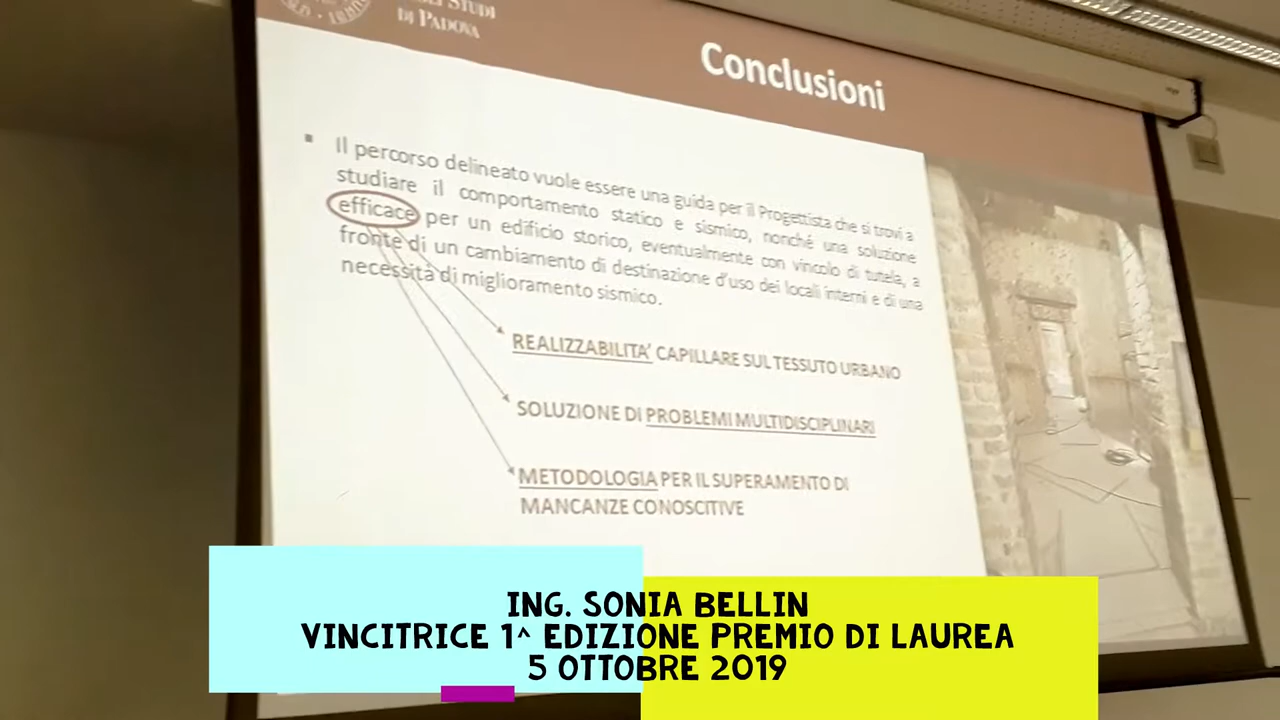 STUDI
DI PADOVA
Conclusioni
Il percorso delineato vuole essere una guida per il Progettista che si trovi a
studiare il comportamento statico e sismico, nonché una soluzione
efficace per un edificio storico, eventualmente con vincolo di tutela, a
fronte di un cambiamento di destinazione d'uso dei locali interni e di una
necessità di miglioramento sismico.
REALIZZABILITA' CAPILLARE SUL TESSUTO URBANO
SOLUZIONE DI PROBLEMI MULTIDISCIPLINARI
METODOLOGIA PER IL SUPERAMENTO DI
MANCANZE CONOSCITIVE
ING. SONIA BELLIN
VINCITRICE 1^ EDIZIONE PREMIO DI LAUREA
5 OTTOBRE 2019